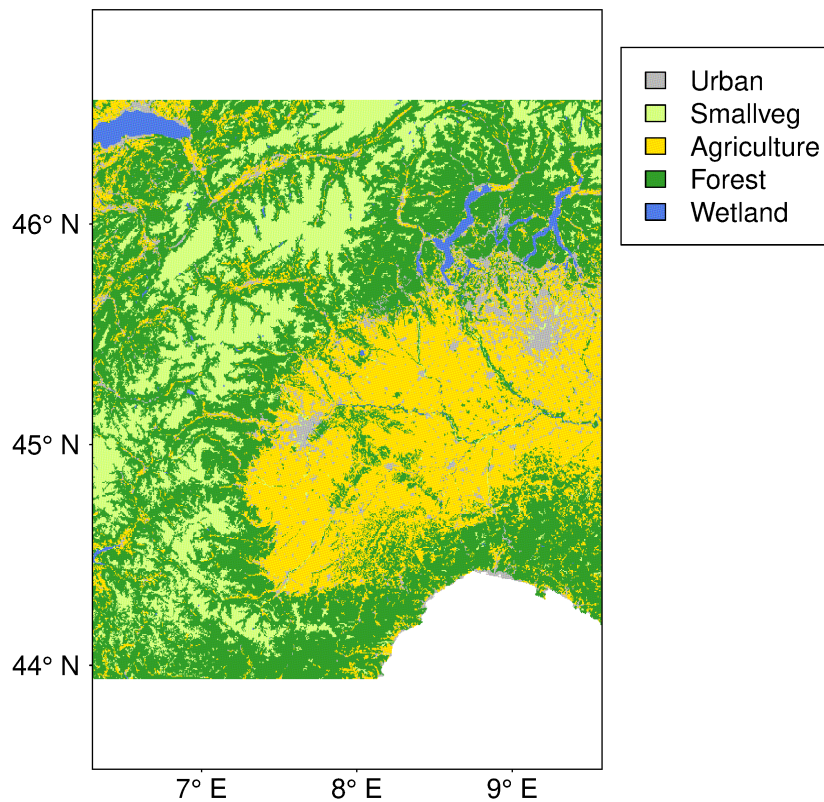 Urban
Smallveg
Agriculture
Forest
Wetland
46° N
45° N
44° N
7° E
8° E
9° E